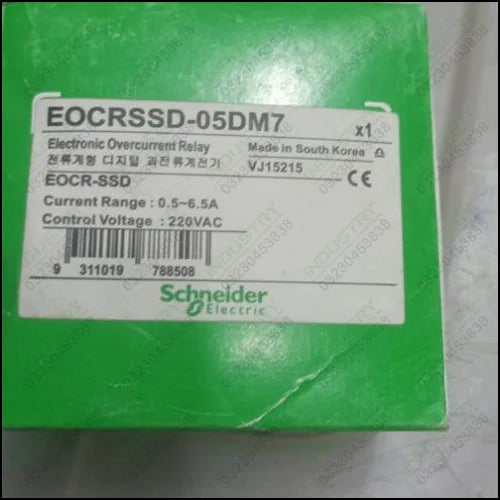 EOCRSSD-05DM7
x1
Electronic Overcurrent Relay
Made in South Korea
전류계형 디지털 과전류계전기
VJ15215
EOCR-SSD
CE
Current Range : 0.5~6.5A
Control Voltage : 220VAC
9 311019 788508
Schneider
Electric
INDUSTRY
03230453838